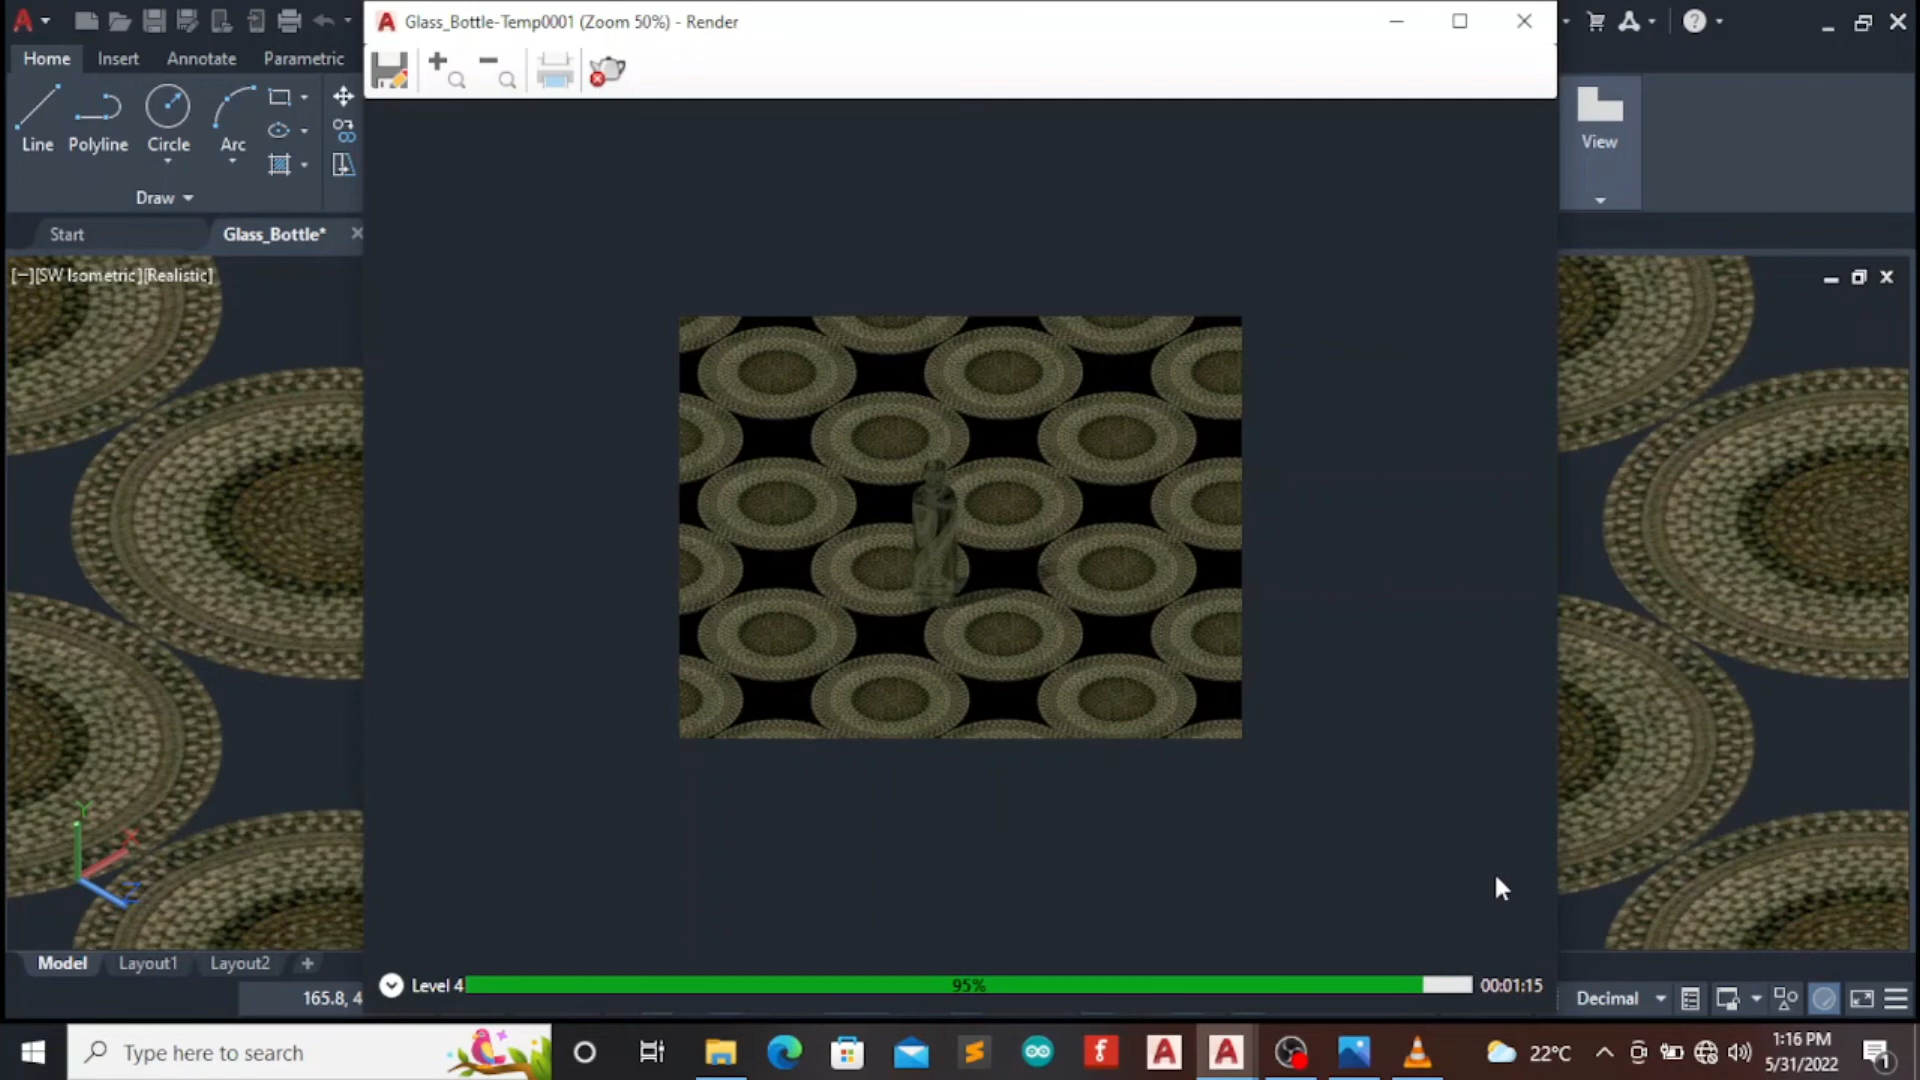 Glass_Bottle-Temp0001 (Zoom 50%) - Render
Home Insert Annotate Parametric
Line Polyline Circle Arc
View
Draw
Start Glass_Bottle*
[−][SW Isometric][Realistic]
Y
X
Z
Model Layout1 Layout2 +
Level 4 95% 00:01:15
165.8, 4 Decimal
Type here to search
22°C
1:16 PM
5/31/2022
1